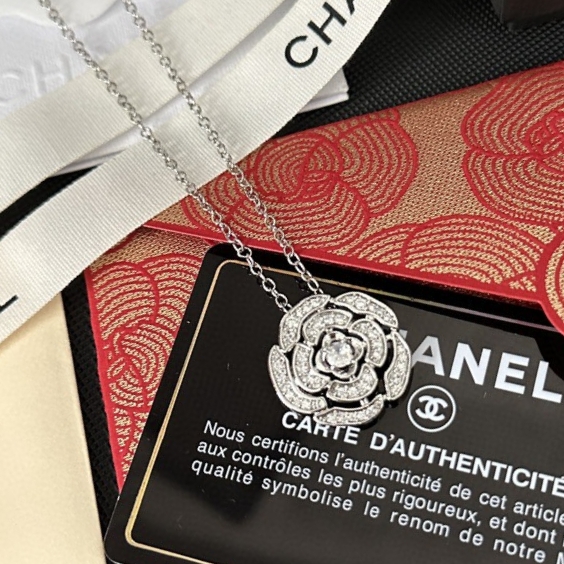 CHA
CHANEL
CARTE D'AUTHENTICITÉ
Nous certifions l'authenticité de cet article
aux contrôles les plus rigoureux, et dont
qualité symbolise le renom de notre